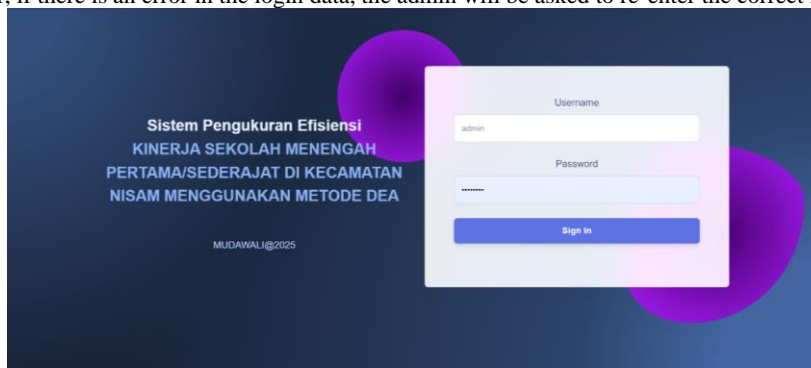 if there is an error in the login data, the admin will be asked to re-enter the correct
Sistem Pengukuran Efisiensi
KINERJA SEKOLAH MENENGAH
PERTAMA/SEDERAJAT DI KECAMATAN
NISAM MENGGUNAKAN METODE DEA
MUDAWALI@2025
Username
admin
Password
••••••••
Sign in